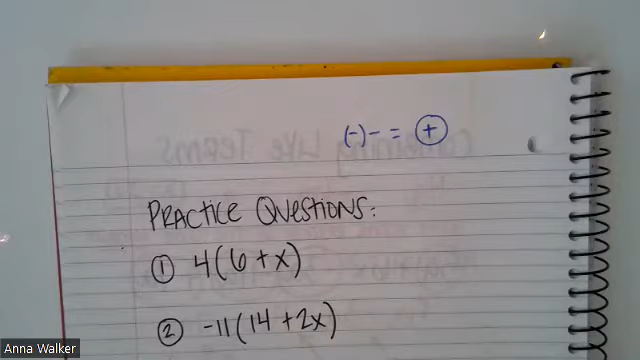 (-)- = (+)
PRACTICE QUESTIONS:
① 4(6+x)
② -11(14+2x)
Anna Walker